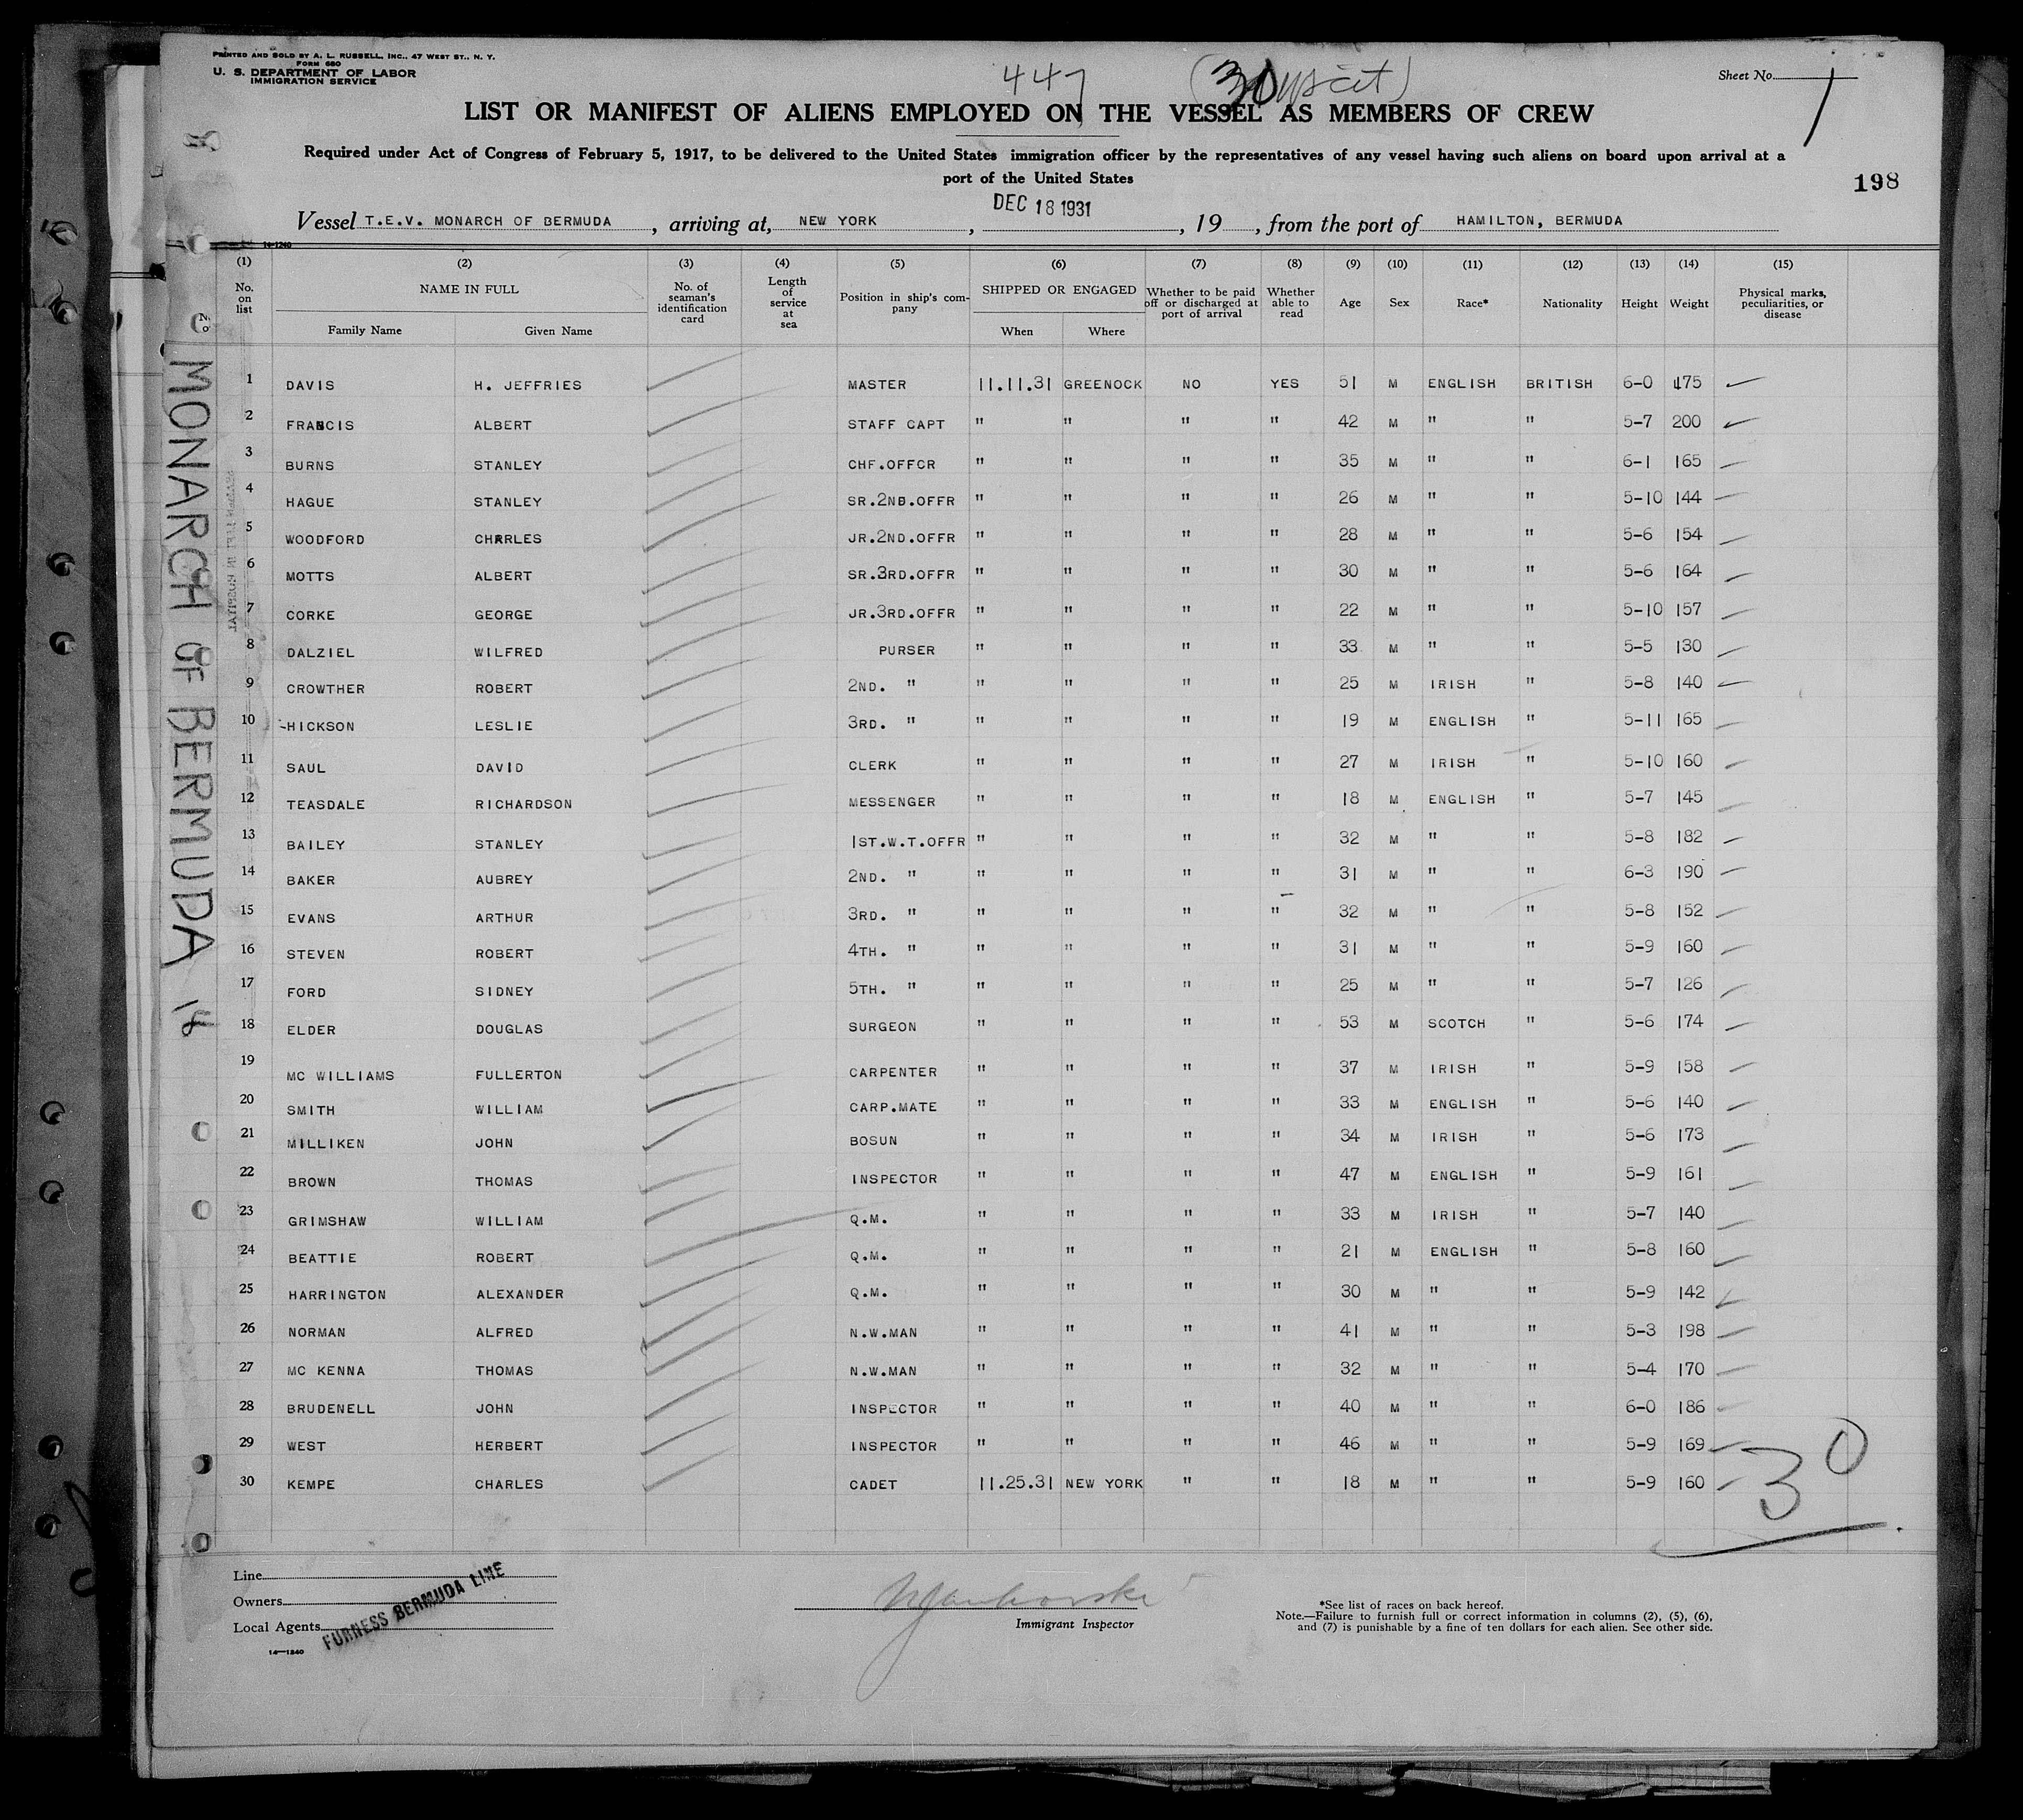 PRINTED AND SOLD BY A. L. RUSSELL, INC., 47 WEST ST., N. Y.
FORM 680
U. S. DEPARTMENT OF LABOR
IMMIGRATION SERVICE
447
Sheet No. 1
LIST OR MANIFEST OF ALIENS EMPLOYED ON THE VESSEL AS MEMBERS OF CREW
Required under Act of Congress of February 5, 1917, to be delivered to the United States immigration officer by the representatives of any vessel having such aliens on board upon arrival at a
port of the United States
198
DEC 18 1931
Vessel T.E.V. MONARCH OF BERMUDA, arriving at, NEW YORK, , 19 , from the port of HAMILTON, BERMUDA
14-1240
(1) (2) (3) (4) (5) (6) (7) (8) (9) (10) (11) (12) (13) (14) (15)
No. on list NAME IN FULL Family Name Given Name No. of seaman's identification card Length of service at sea Position in ship's company SHIPPED OR ENGAGED When Where Whether to be paid off or discharged at port of arrival Whether able to read Age Sex Race* Nationality Height Weight Physical marks, peculiarities, or disease
1 DAVIS H. JEFFRIES MASTER 11.11.31 GREENOCK NO YES 51 M ENGLISH BRITISH 6-0 175
2 FRANCIS ALBERT STAFF CAPT " " " " 42 M " " 5-7 200
3 BURNS STANLEY CHF.OFFCR " " " " 35 M " " 6-1 165
4 HAGUE STANLEY SR.2ND.OFFR " " " " 26 M " " 5-10 144
5 WOODFORD CHARLES JR.2ND.OFFR " " " " 28 M " " 5-6 154
6 MOTTS ALBERT SR.3RD.OFFR " " " " 30 M " " 5-6 164
7 CORKE GEORGE JR.3RD.OFFR " " " " 22 M " " 5-10 157
8 DALZIEL WILFRED PURSER " " " " 33 M " " 5-5 130
9 CROWTHER ROBERT 2ND. " " " " " 25 M IRISH " 5-8 140
10 HICKSON LESLIE 3RD. " " " " " 19 M ENGLISH " 5-11 165
11 SAUL DAVID CLERK " " " " 27 M IRISH " 5-10 160
12 TEASDALE RICHARDSON MESSENGER " " " " 18 M ENGLISH " 5-7 145
13 BAILEY STANLEY 1ST.W.T.OFFR " " " " 32 M " " 5-8 182
14 BAKER AUBREY 2ND. " " " " " 31 M " " 6-3 190
15 EVANS ARTHUR 3RD. " " " " " 32 M " " 5-8 152
16 STEVEN ROBERT 4TH. " " " " " 31 M " " 5-9 160
17 FORD SIDNEY 5TH. " " " " " 25 M " " 5-7 126
18 ELDER DOUGLAS SURGEON " " " " 53 M SCOTCH " 5-6 174
19 MC WILLIAMS FULLERTON CARPENTER " " " " 37 M IRISH " 5-9 158
20 SMITH WILLIAM CARP.MATE " " " " 33 M ENGLISH " 5-6 140
21 MILLIKEN JOHN BOSUN " " " " 34 M IRISH " 5-6 173
22 BROWN THOMAS INSPECTOR " " " " 47 M ENGLISH " 5-9 161
23 GRIMSHAW WILLIAM Q.M. " " " " 33 M IRISH " 5-7 140
24 BEATTIE ROBERT Q.M. " " " " 21 M ENGLISH " 5-8 160
25 HARRINGTON ALEXANDER Q.M. " " " " 30 M " " 5-9 142
26 NORMAN ALFRED N.W.MAN " " " " 41 M " " 5-3 198
27 MC KENNA THOMAS N.W.MAN " " " " 32 M " " 5-4 170
28 BRUDENELL JOHN INSPECTOR " " " " 40 M " " 6-0 186
29 WEST HERBERT INSPECTOR " " " " 46 M " " 5-9 169
30 KEMPE CHARLES CADET 11.25.31 NEW YORK " " 18 M " " 5-9 160
30
MONARCH OF BERMUDA
Line
Owners
Local Agents
FURNESS BERMUDA LINE
14-1240
Immigrant Inspector
*See list of races on back hereof.
Note.—Failure to furnish full or correct information in columns (2), (5), (6),
and (7) is punishable by a fine of ten dollars for each alien. See other side.